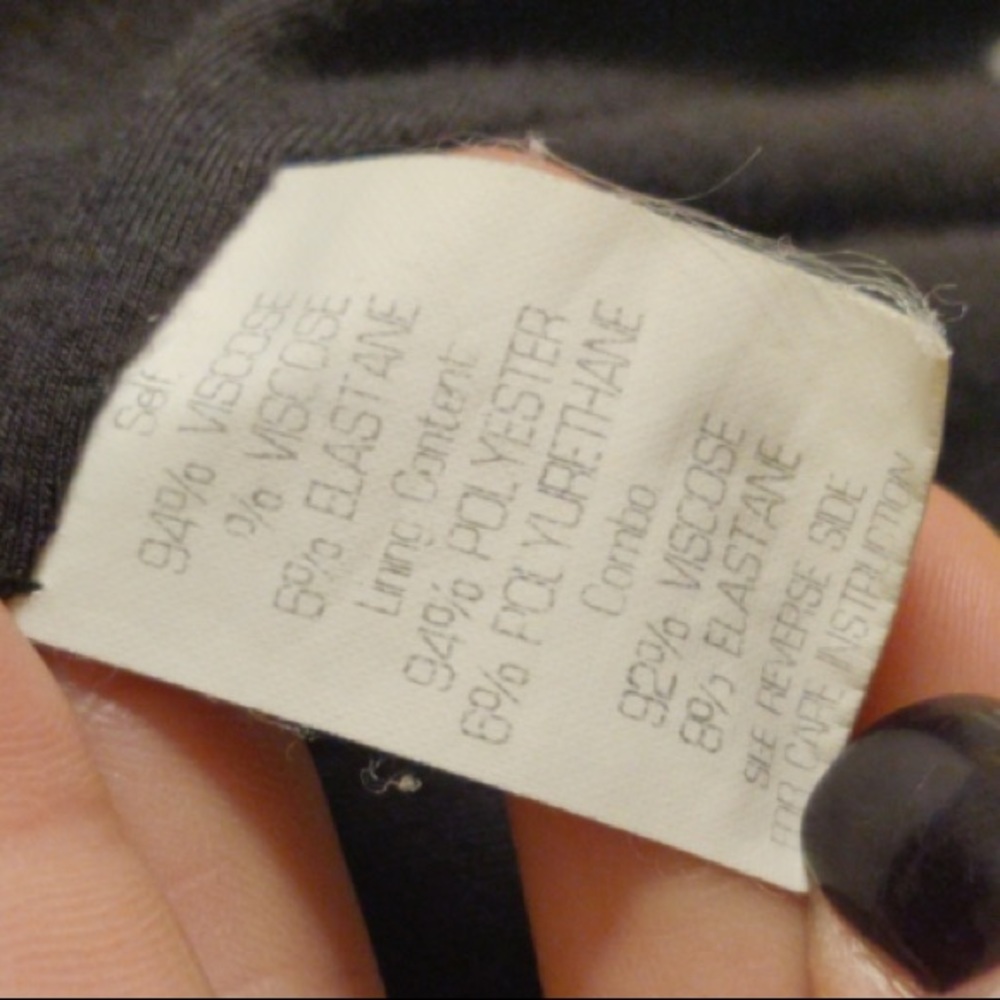 Self
94% VISCOSE
% VISCOSE
6% ELASTANE
Lining Content
94% POLYESTER
6% POLYURETHANE
Combo
92% VISCOSE
8% ELASTANE
SEE REVERSE SIDE
FOR CARE INSTRUCTION